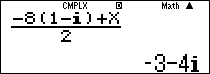 CMPLX D Math ▲
-8(1-i)+X
2
-3-4i